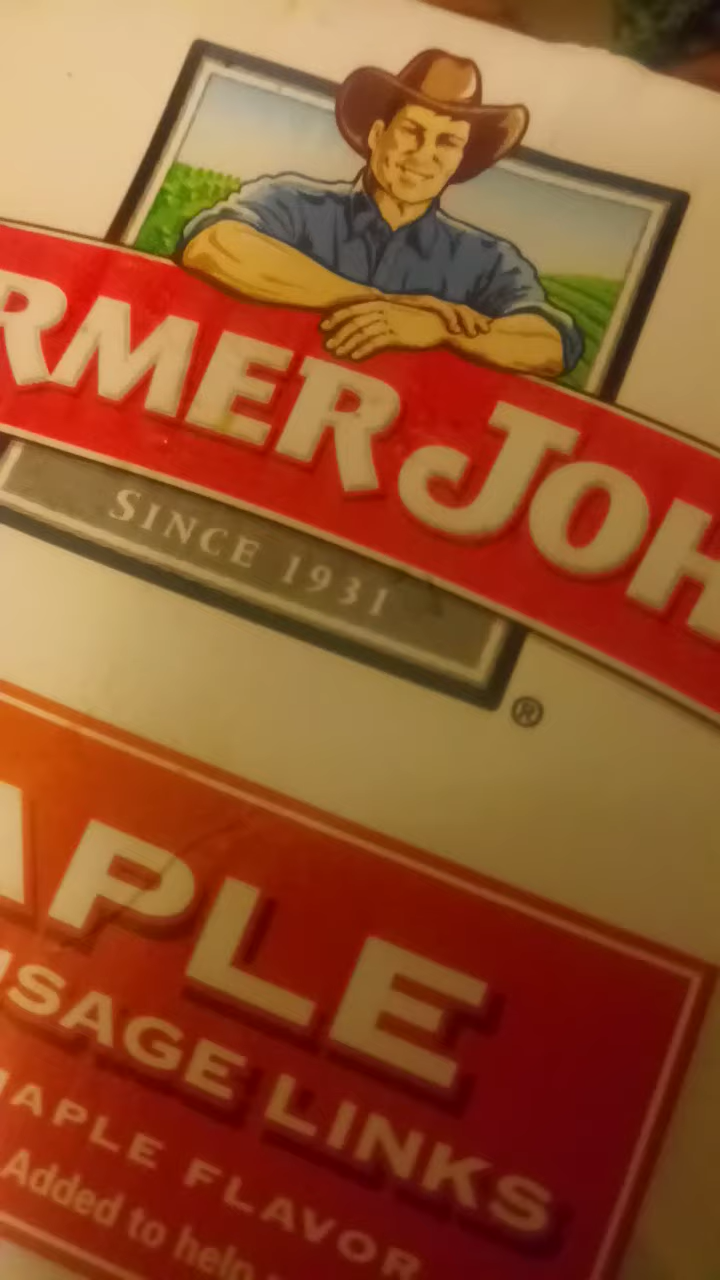 RMER JOH
SINCE 1931
®
APLE
USAGE LINKS
MAPLE FLAVOR
Added to help